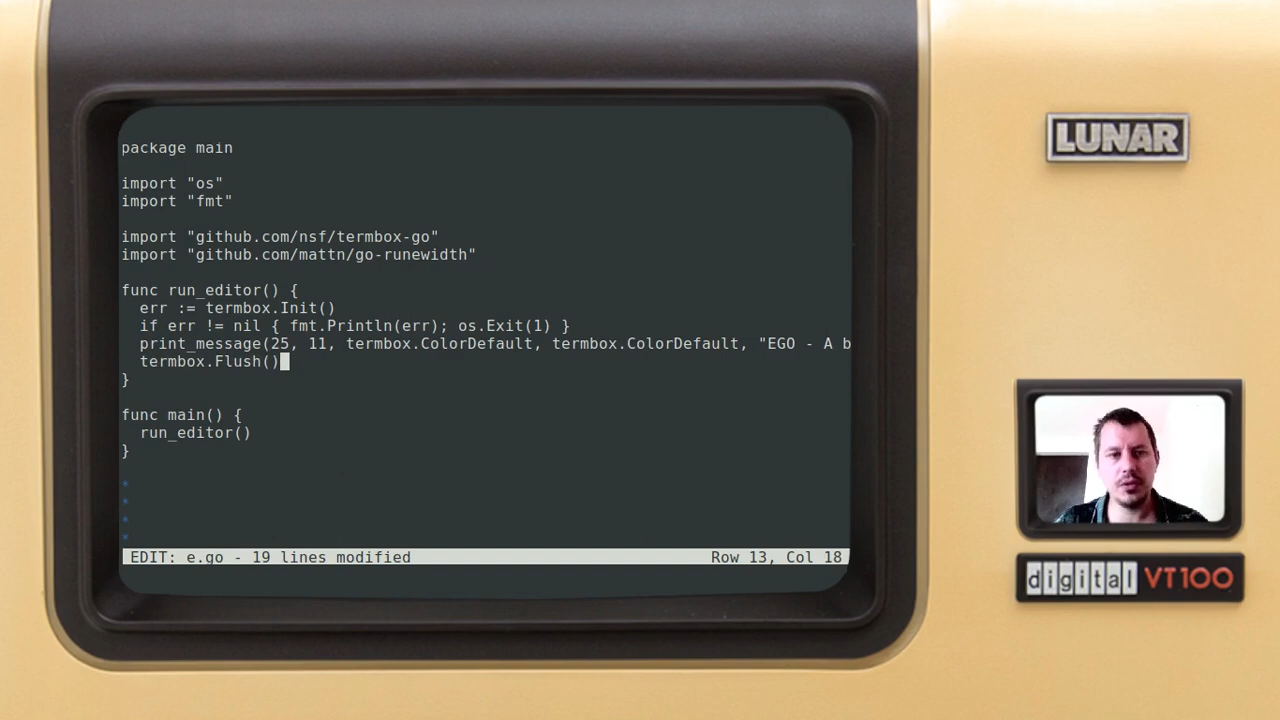 package main
import "os"
import "fmt"
import "github.com/nsf/termbox-go"
import "github.com/mattn/go-runewidth"
func run_editor() {
err := termbox.Init()
if err != nil { fmt.Println(err); os.Exit(1) }
print_message(25, 11, termbox.ColorDefault, termbox.ColorDefault, "EGO - A b
termbox.Flush()
}
func main() {
run_editor()
}
*
*
*
*
EDIT: e.go - 19 lines modified Row 13, Col 18
LUNAR
digital VT100